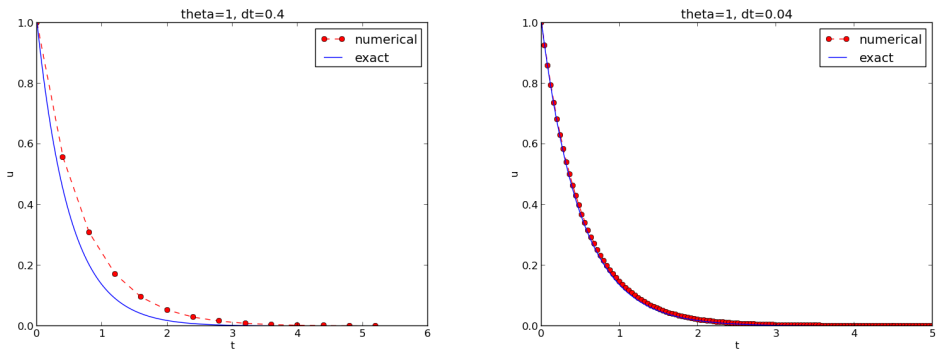 theta=1, dt=0.4
numerical
exact
1.0
0.8
0.6
0.4
0.2
0.0
u
0 1 2 3 4 5 6
t
theta=1, dt=0.04
numerical
exact
1.0
0.8
0.6
0.4
0.2
0.0
u
0 1 2 3 4 5
t